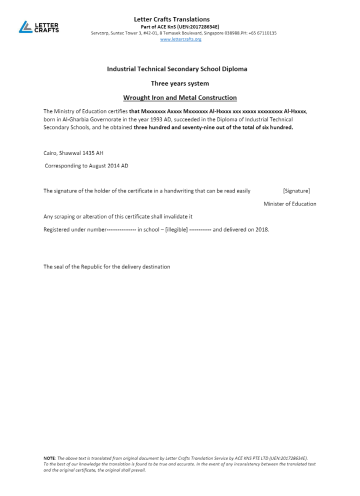 LETTER
CRAFTS
Letter Crafts Translations
Part of ACE KnS (UEN:201728634E)
Servcorp, Suntec Tower 3, #42-01, 8 Temasek Boulevard, Singapore 038988 PH: +65 67110135
www.lettercrafts.org
Industrial Technical Secondary School Diploma
Three years system
Wrought Iron and Metal Construction
The Ministry of Education certifies that Mxxxxxxx Axxxx Mxxxxxxx Al-Hxxxx xxx xxxxx xxxxxxxxx Al-Hxxxx,
born in Al-Gharbia Governorate in the year 1993 AD, succeeded in the Diploma of Industrial Technical
Secondary Schools, and he obtained three hundred and seventy-nine out of the total of six hundred.
Cairo, Shawwal 1435 AH
Corresponding to August 2014 AD
The signature of the holder of the certificate in a handwriting that can be read easily [Signature]
Minister of Education
Any scraping or alteration of this certificate shall invalidate it
Registered under number--------------- in school – [illegible] ----------- and delivered on 2018.
The seal of the Republic for the delivery destination
NOTE: The above text is translated from original document by Letter Crafts Translation Service by ACE KNS PTE LTD (UEN:201728634E).
To the best of our knowledge the translation is found to be true and accurate. In the event of any inconsistency between the translated text
and the original certificate, the original shall prevail.